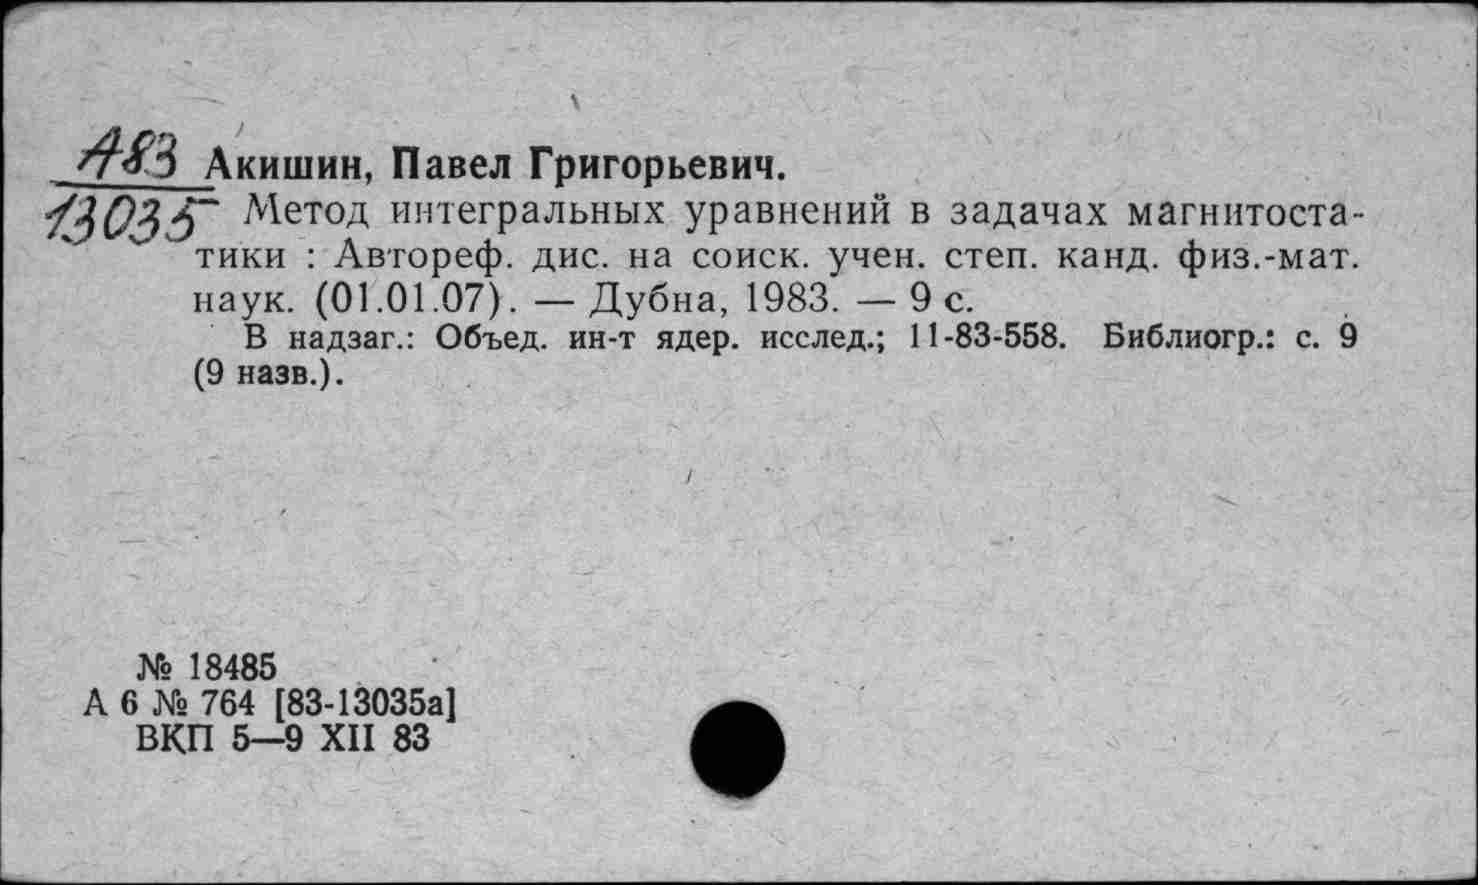 А83 Акишин, Павел Григорьевич.
13035 Метод интегральных уравнений в задачах магнитоста-
тики : Автореф. дис. на соиск. учен. степ. канд. физ.-мат.
наук. (01.01.07). — Дубна, 1983. — 9 с.
В надзаг.: Объед. ин-т ядер. исслед.; 11-83-558. Библиогр.: с. 9
(9 назв.).
№ 18485
А 6 № 764 [83-13035а]
ВКП 5—9 XII 83